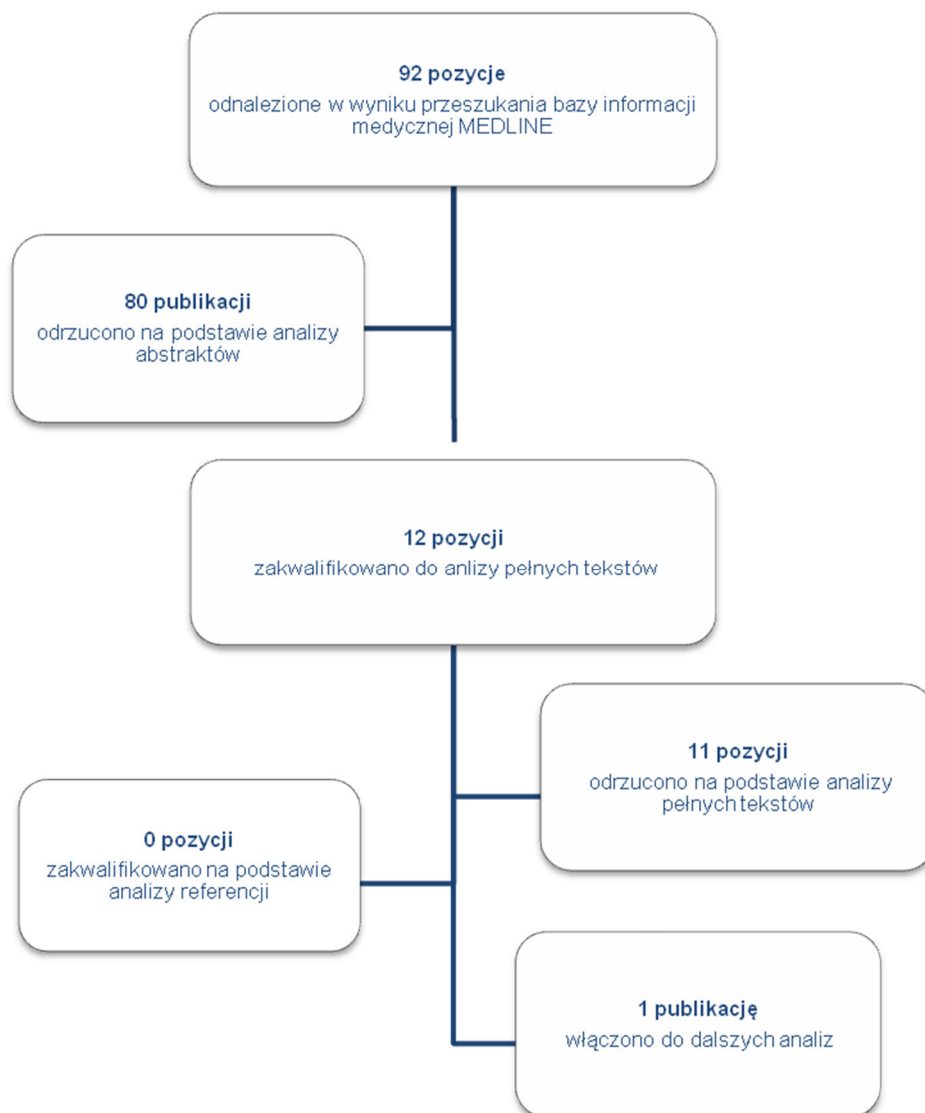 92 pozycje
odnalezione w wyniku przeszukania bazy informacji
medycznej MEDLINE
80 publikacji
odrzucono na podstawie analizy
abstraktów
12 pozycji
zakwalifikowano do anlizy pełnych tekstów
11 pozycji
odrzucono na podstawie analizy
pełnych tekstów
0 pozycji
zakwalifikowano na podstawie
analizy referencji
1 publikację
włączono do dalszych analiz